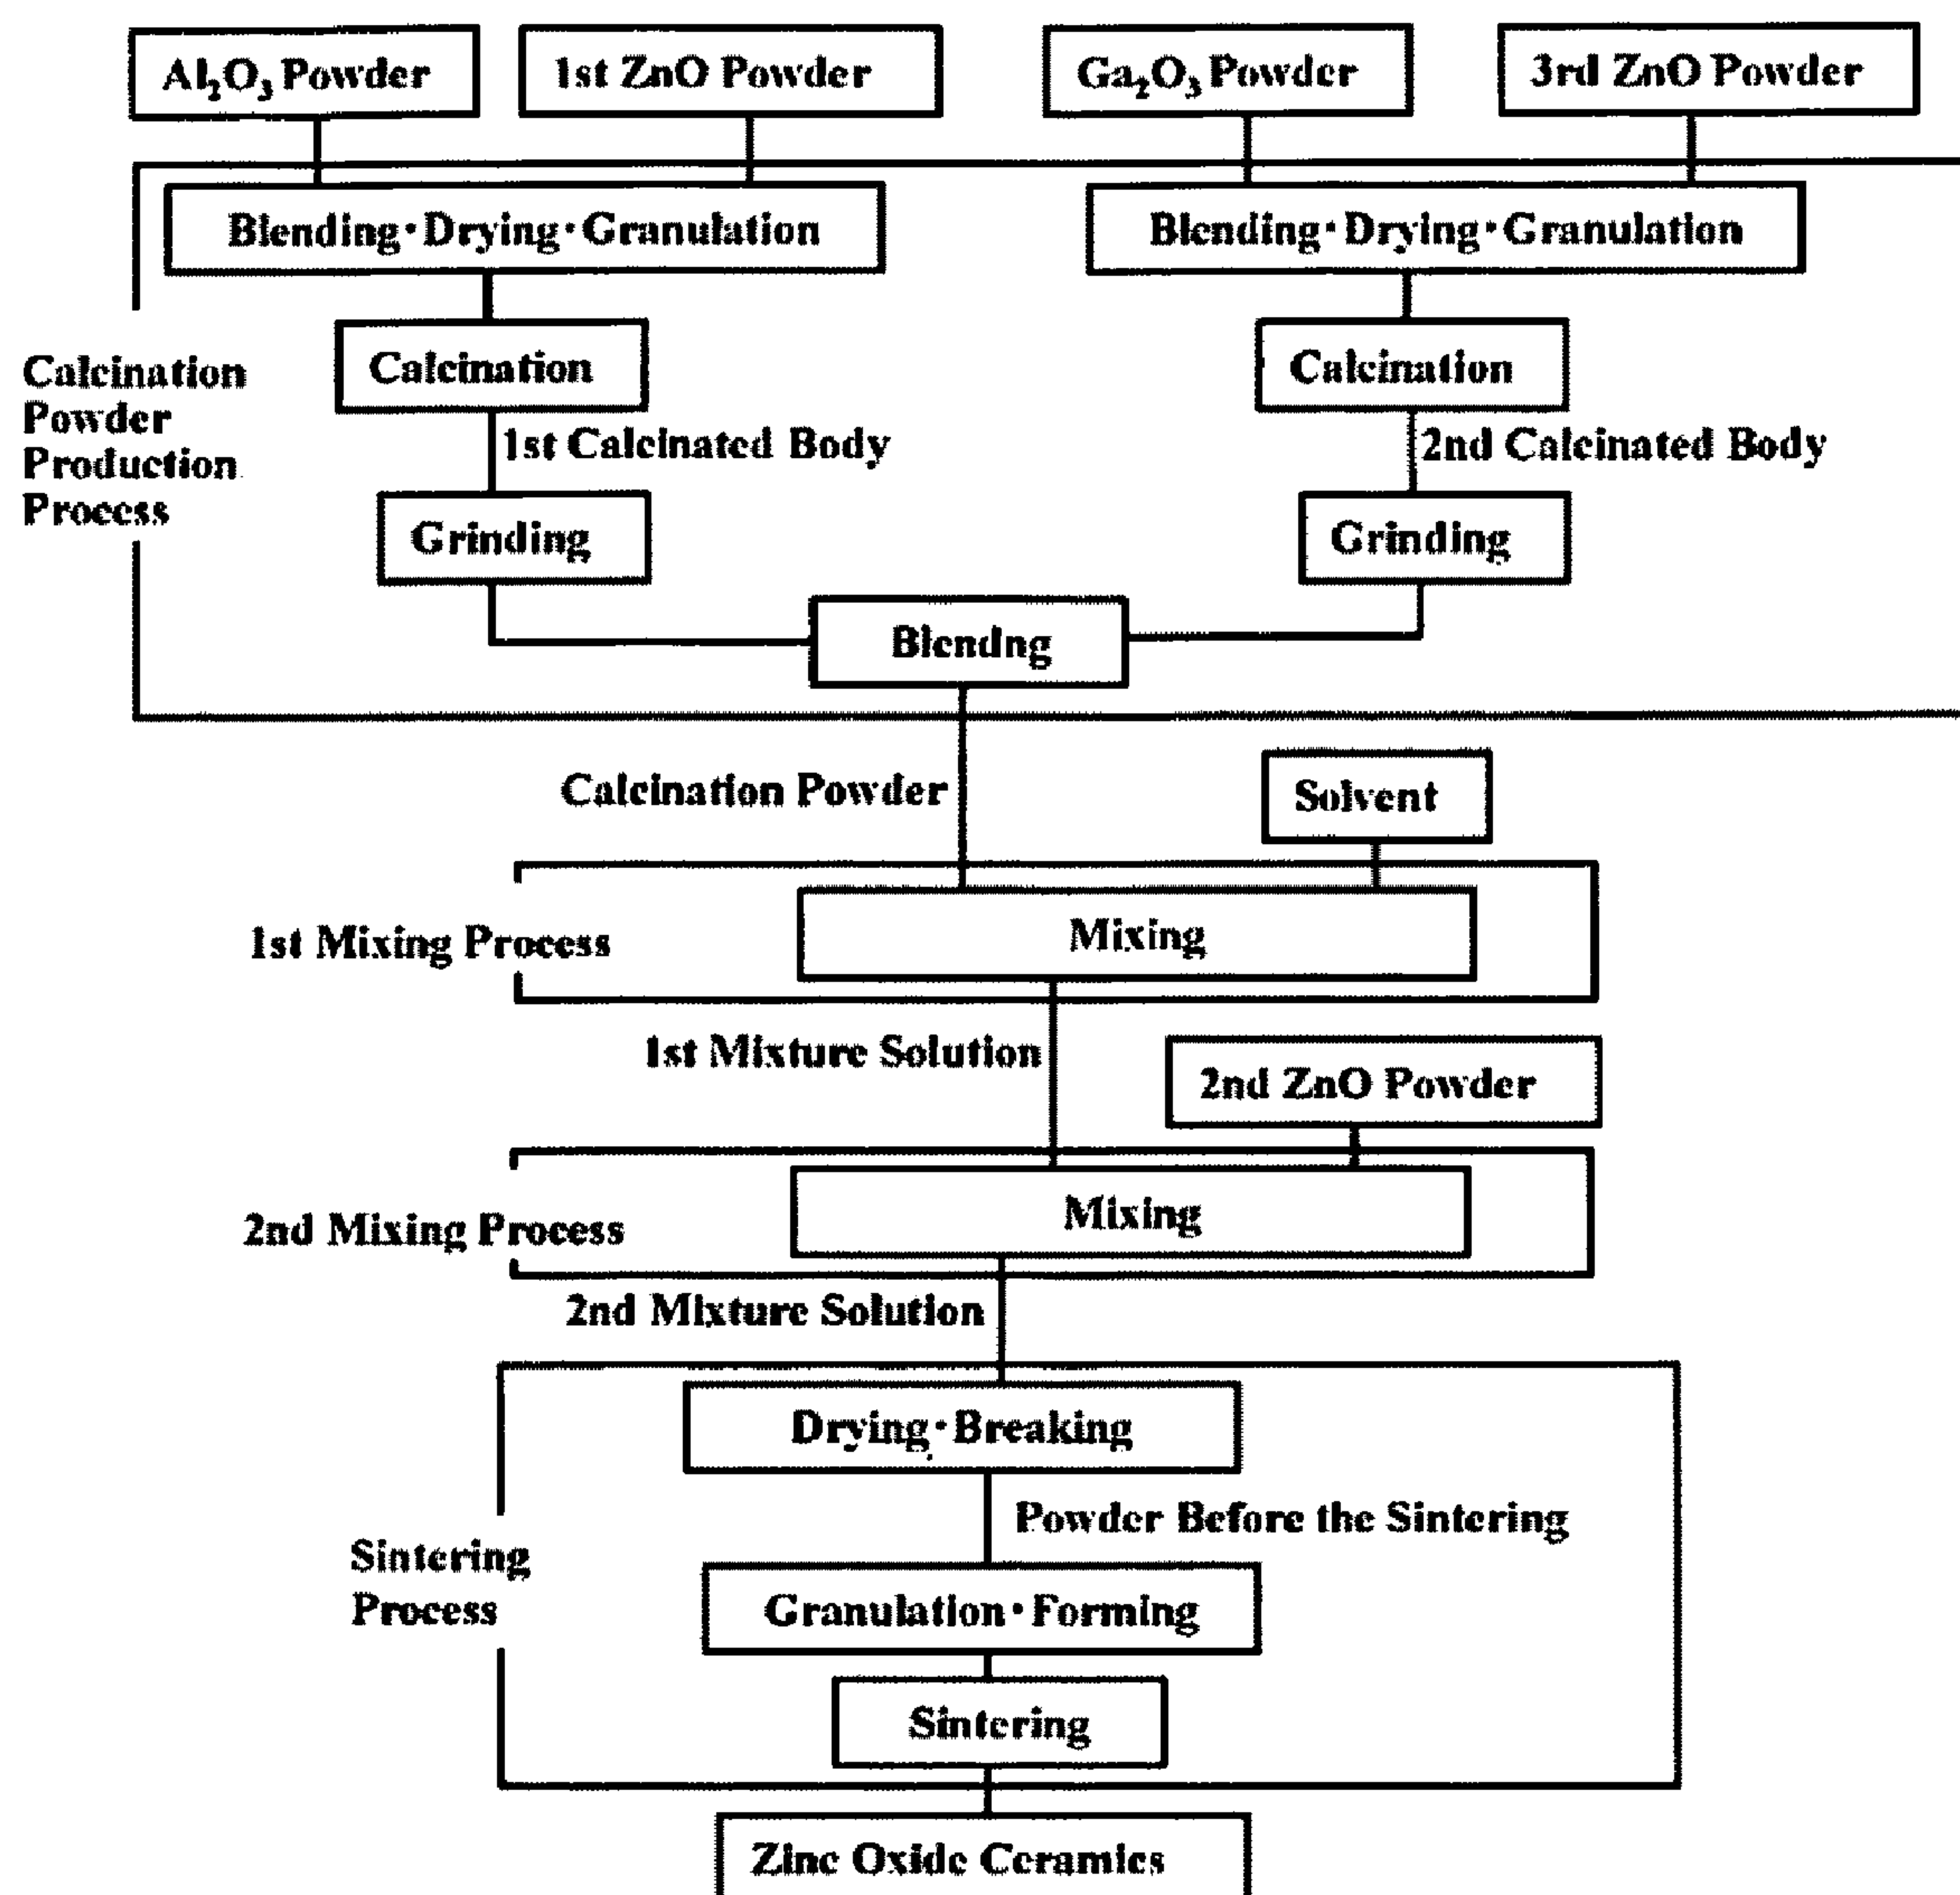 Al₂O₃ Powder
1st ZnO Powder
Ga₂O₃ Powder
3rd ZnO Powder
Blending·Drying·Granulation
Blending·Drying·Granulation
Calcination
Calcination
Calcination
Powder
Production
Process
1st Calcinated Body
2nd Calcinated Body
Grinding
Grinding
Blendng
Calcination Powder
Solvent
1st Mixing Process
Mixing
1st Mixture Solution
2nd ZnO Powder
2nd Mixing Process
Mixing
2nd Mixture Solution
Drying·Breaking
Powder Before the Sintering
Sintering
Process
Granulation·Forming
Sintering
Zinc Oxide Ceramics